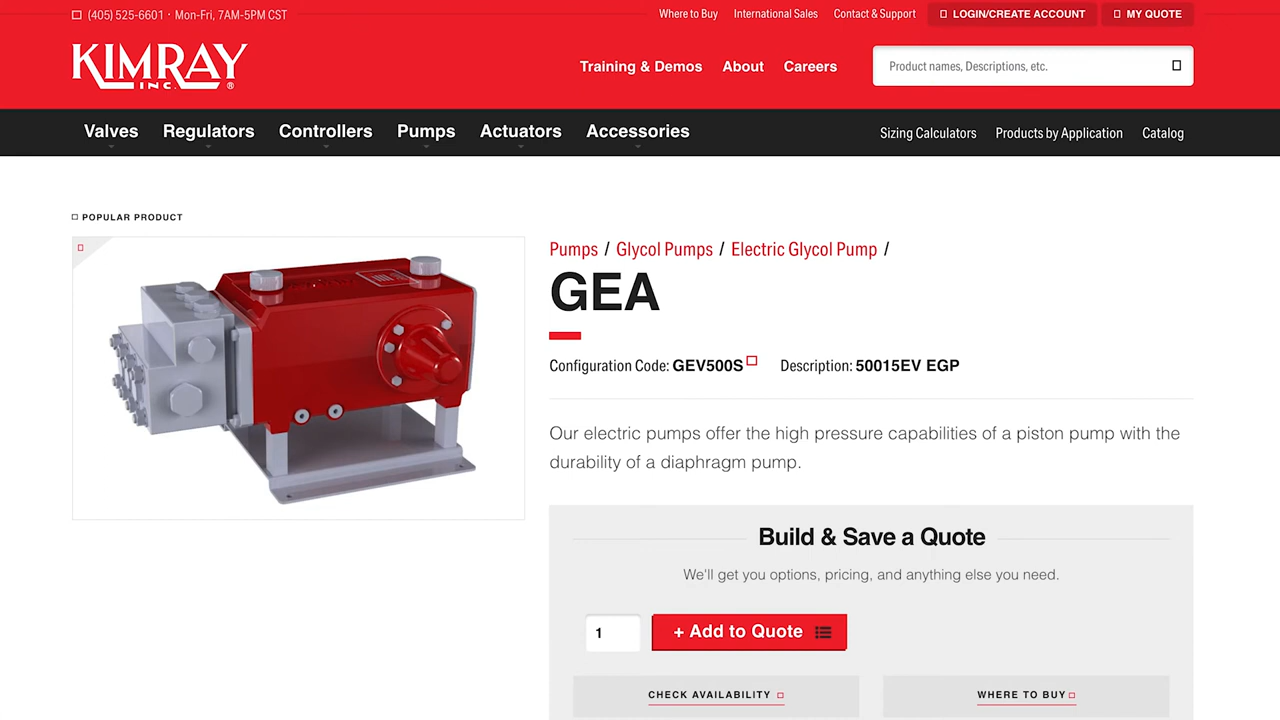 (405) 525-6601 · Mon-Fri, 7AM-5PM CST
Where to Buy International Sales Contact & Support LOGIN/CREATE ACCOUNT MY QUOTE
KIMRAY
INC. ®
Training & Demos About Careers
Product names, Descriptions, etc.
Valves Regulators Controllers Pumps Actuators Accessories
Sizing Calculators Products by Application Catalog
POPULAR PRODUCT
Pumps / Glycol Pumps / Electric Glycol Pump /
GEA
Configuration Code: GEV500S Description: 50015EV EGP
Our electric pumps offer the high pressure capabilities of a piston pump with the
durability of a diaphragm pump.
Build & Save a Quote
We'll get you options, pricing, and anything else you need.
1
+ Add to Quote
CHECK AVAILABILITY
WHERE TO BUY